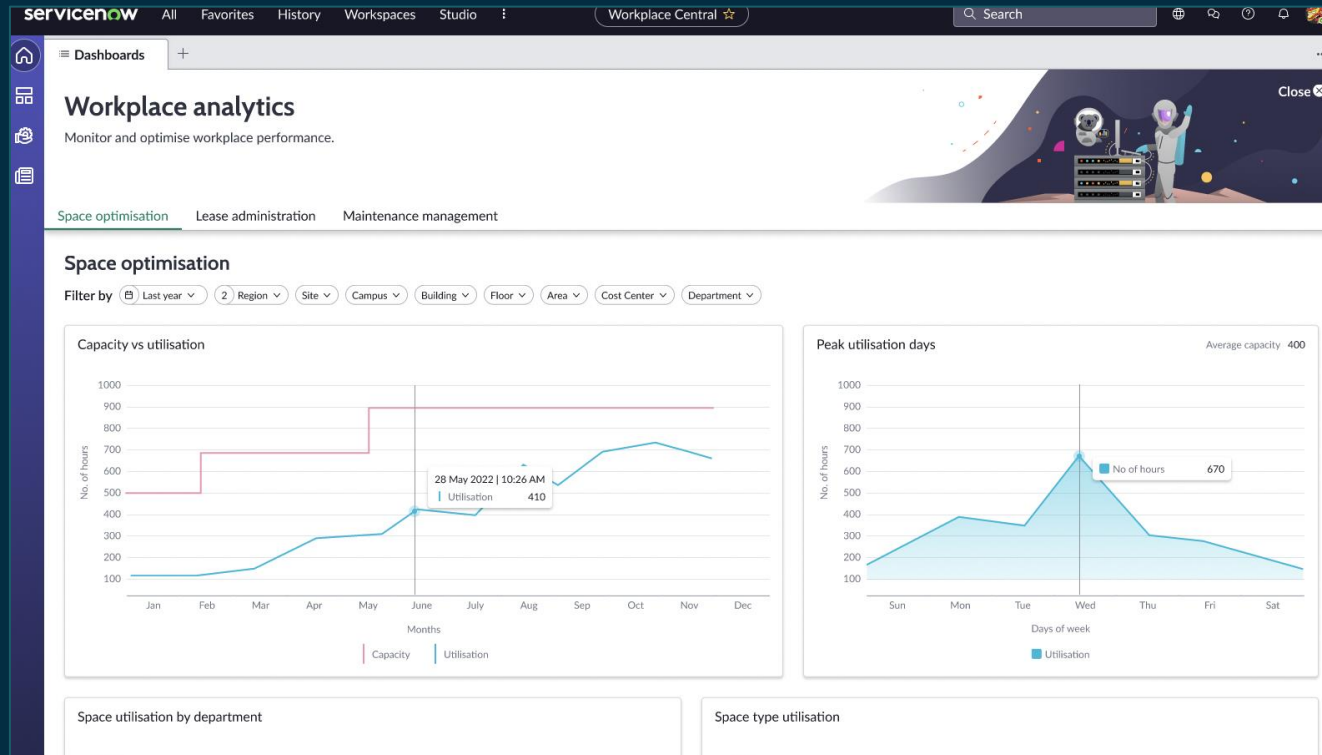 servicenow All Favorites History Workspaces Studio Workplace Central Search
Dashboards
Close
Workplace analytics
Monitor and optimise workplace performance.
Space optimisation Lease administration Maintenance management
Space optimisation
Filter by Last year 2 Region Site Campus Building Floor Area Cost Center Department
Capacity vs utilisation
1000
900
800
700
600
500
400
300
200
100
No. of hours
28 May 2022 | 10:26 AM
Utilisation 410
Jan Feb Mar Apr May June July Aug Sep Oct Nov Dec
Months
Capacity Utilisation
Peak utilisation days
Average capacity 400
1000
900
800
700
600
500
400
300
200
100
No. of hours
No of hours 670
Sun Mon Tue Wed Thu Fri Sat
Days of week
Utilisation
Space utilisation by department
Space type utilisation